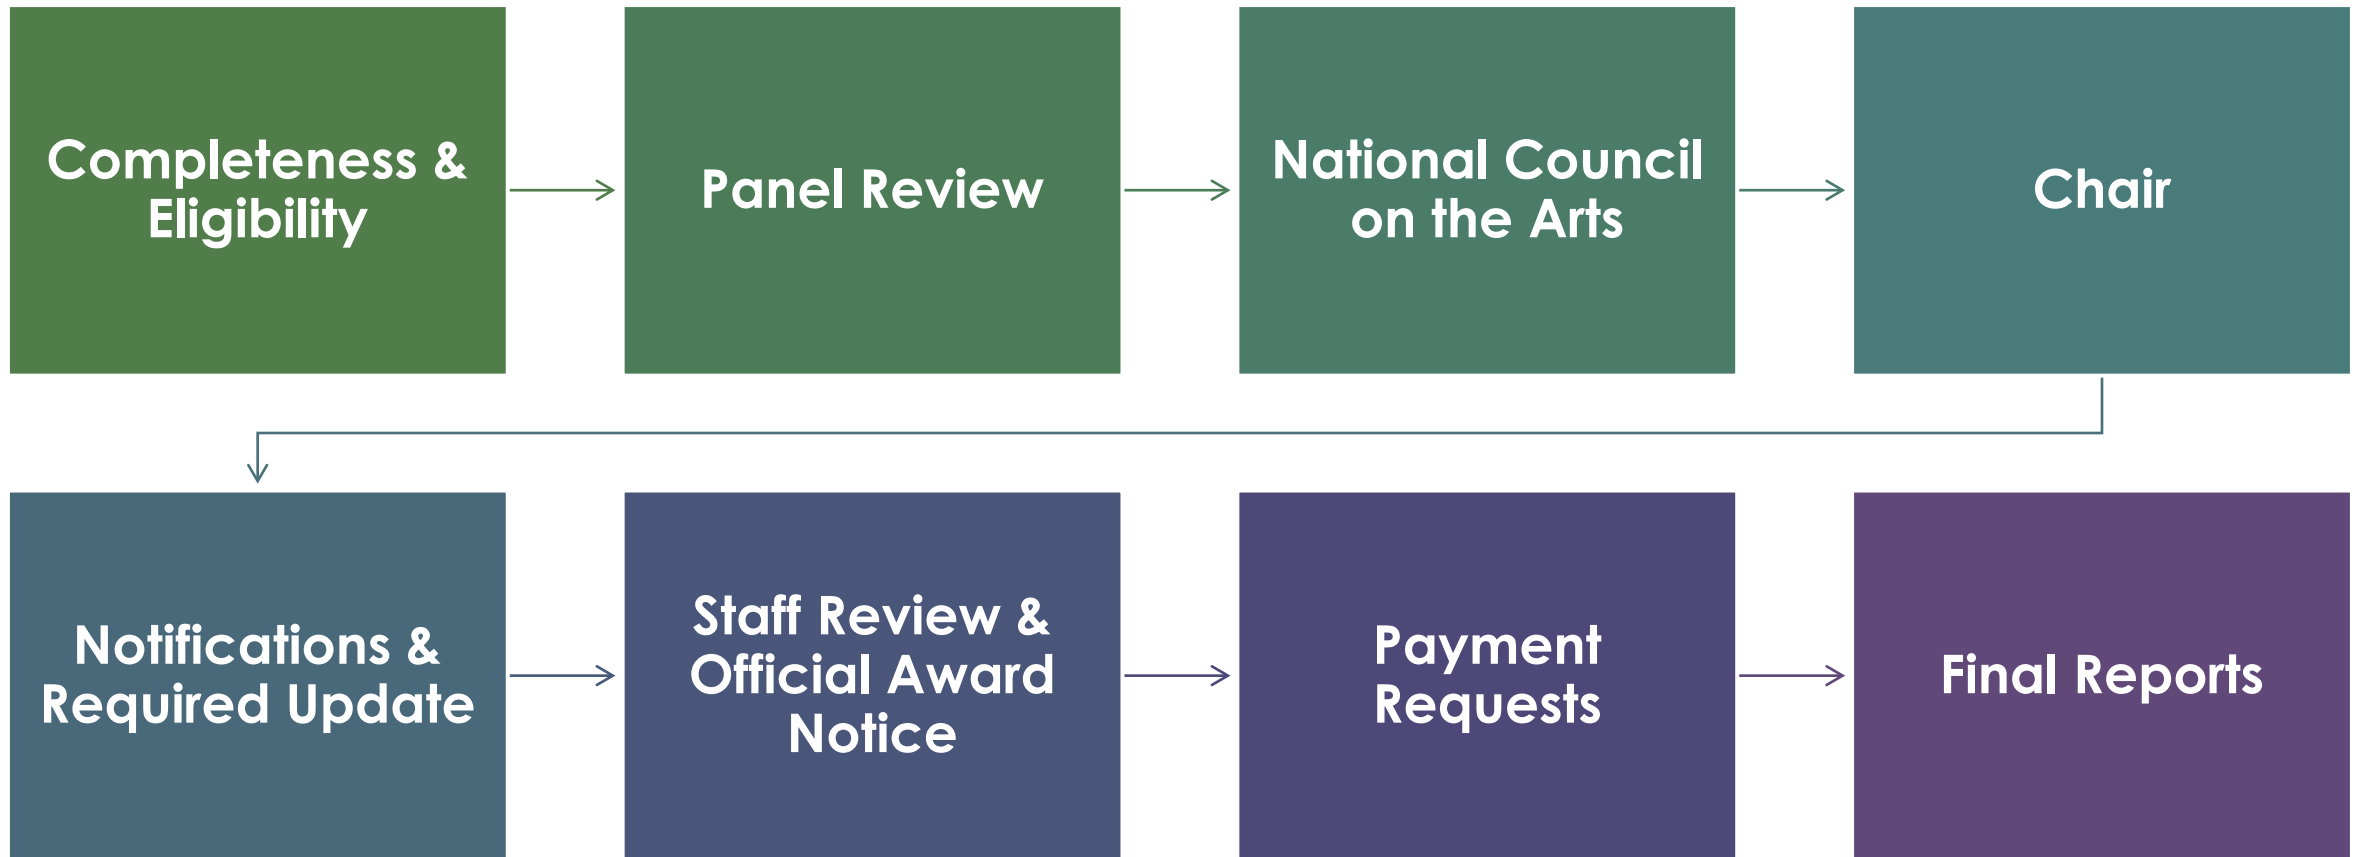 Completeness &
Eligibility
Panel Review
National Council
on the Arts
Chair
Notifications &
Required Update
Staff Review &
Official Award
Notice
Payment
Requests
Final Reports